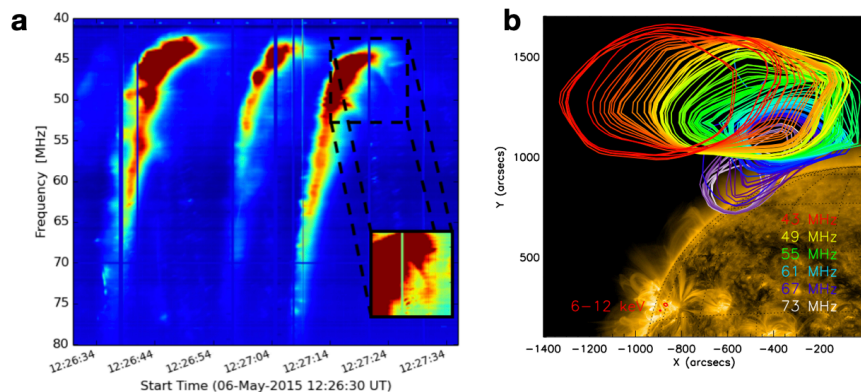 a
40
45
50
55
60
65
70
75
80
Frequency [MHz]
12:26:34
12:26:44
12:26:54
12:27:04
12:27:14
12:27:24
12:27:34
Start Time (06-May-2015 12:26:30 UT)
b
1500
1000
500
Y (arcsecs)
43 MHz
49 MHz
55 MHz
61 MHz
67 MHz
73 MHz
6-12 keV
-1400 -1200 -1000 -800 -600 -400 -200 0
X (arcsecs)